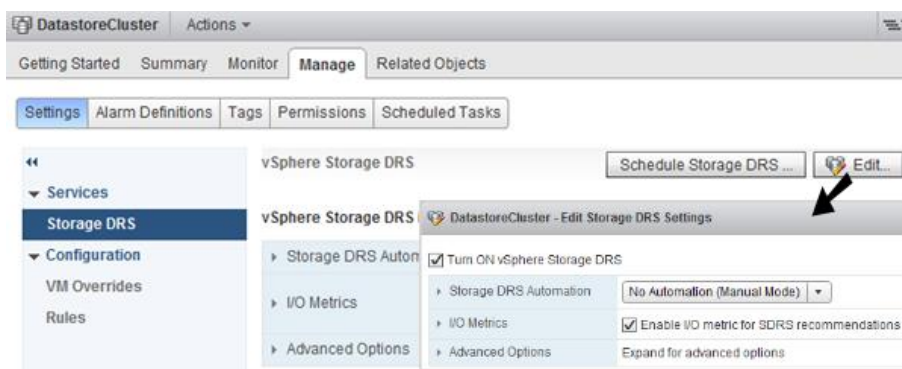 DatastoreCluster Actions
Getting Started Summary Monitor Manage Related Objects
Settings Alarm Definitions Tags Permissions Scheduled Tasks
vSphere Storage DRS Schedule Storage DRS ... Edit...
Services
Storage DRS
Configuration
VM Overrides
Rules
vSphere Storage DRS
Storage DRS Autom
I/O Metrics
Advanced Options
DatastoreCluster - Edit Storage DRS Settings
Turn ON vSphere Storage DRS
Storage DRS Automation No Automation (Manual Mode)
I/O Metrics Enable I/O metric for SDRS recommendations
Advanced Options Expand for advanced options